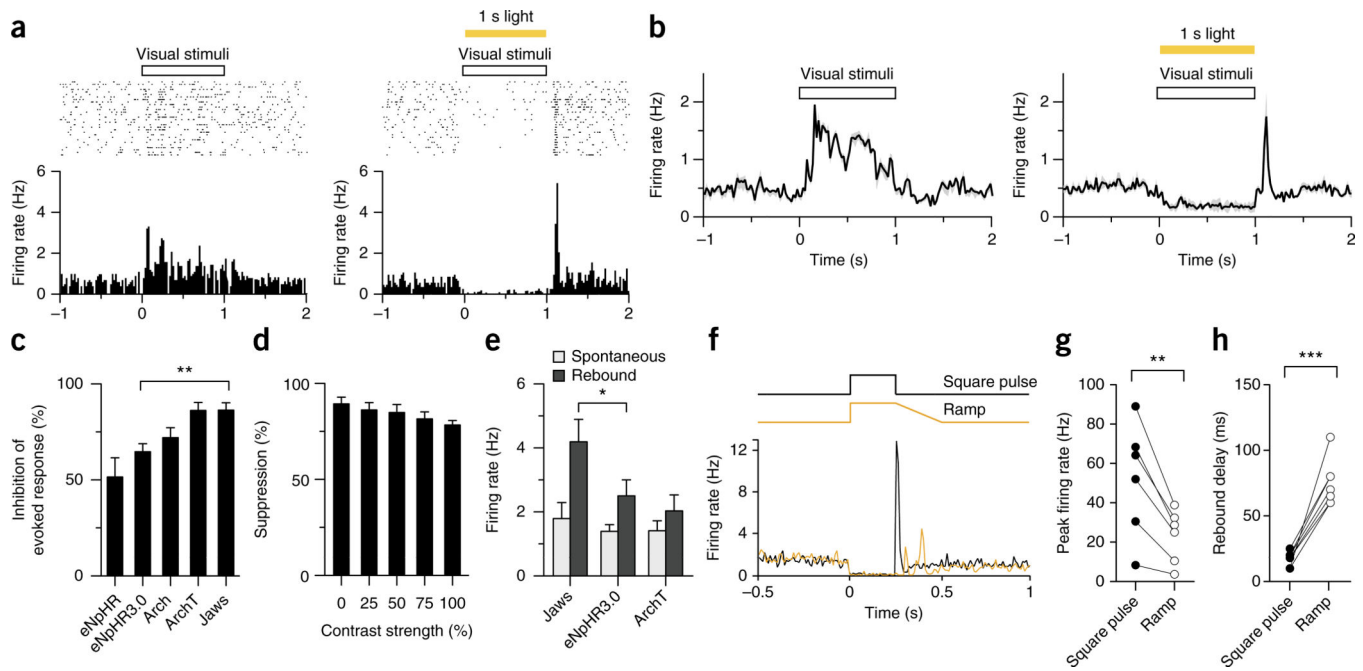 a
1 s light
Visual stimuli
Visual stimuli
Firing rate (Hz)
6
4
2
0
–1
0
1
2
6
4
2
0
–1
0
1
2
Firing rate (Hz)
b
1 s light
Visual stimuli
Visual stimuli
Firing rate (Hz)
2
1
0
–1
0
1
2
Time (s)
Firing rate (Hz)
2
1
0
–1
0
1
2
Time (s)
c
**
Inhibition of
evoked response (%)
100
50
0
eNpHR
eNpHR3.0
Arch
ArchT
Jaws
d
Suppression (%)
100
50
0
0 25 50 75 100
Contrast strength (%)
e
Spontaneous
Rebound
*
Firing rate (Hz)
6
4
2
0
Jaws
eNpHR3.0
ArchT
f
Square pulse
Ramp
Firing rate (Hz)
12
8
4
0
–0.5
0
0.5
1
Time (s)
g
**
Peak firing rate (Hz)
100
80
60
40
20
0
Square pulse
Ramp
h
***
Rebound delay (ms)
150
100
50
0
Square pulse
Ramp